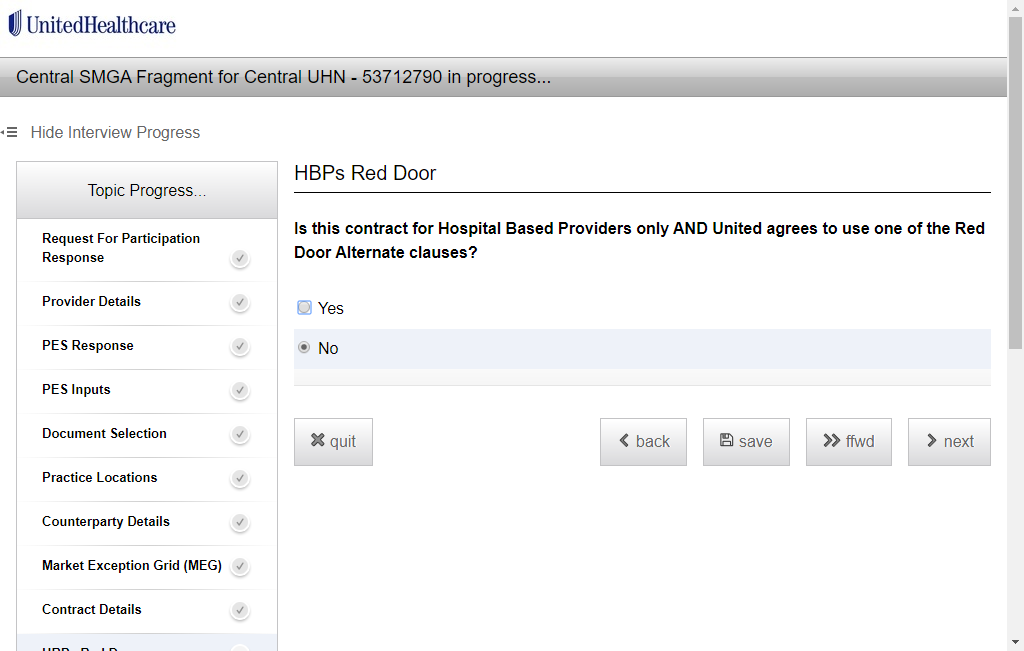 UnitedHealthcare
Central SMGA Fragment for Central UHN - 53712790 in progress...
Hide Interview Progress
Topic Progress...
Request For Participation
Response
Provider Details
PES Response
PES Inputs
Document Selection
Practice Locations
Counterparty Details
Market Exception Grid (MEG)
Contract Details
HBPs Red Door
Is this contract for Hospital Based Providers only AND United agrees to use one of the Red
Door Alternate clauses?
Yes
No
quit
back
save
ffwd
next